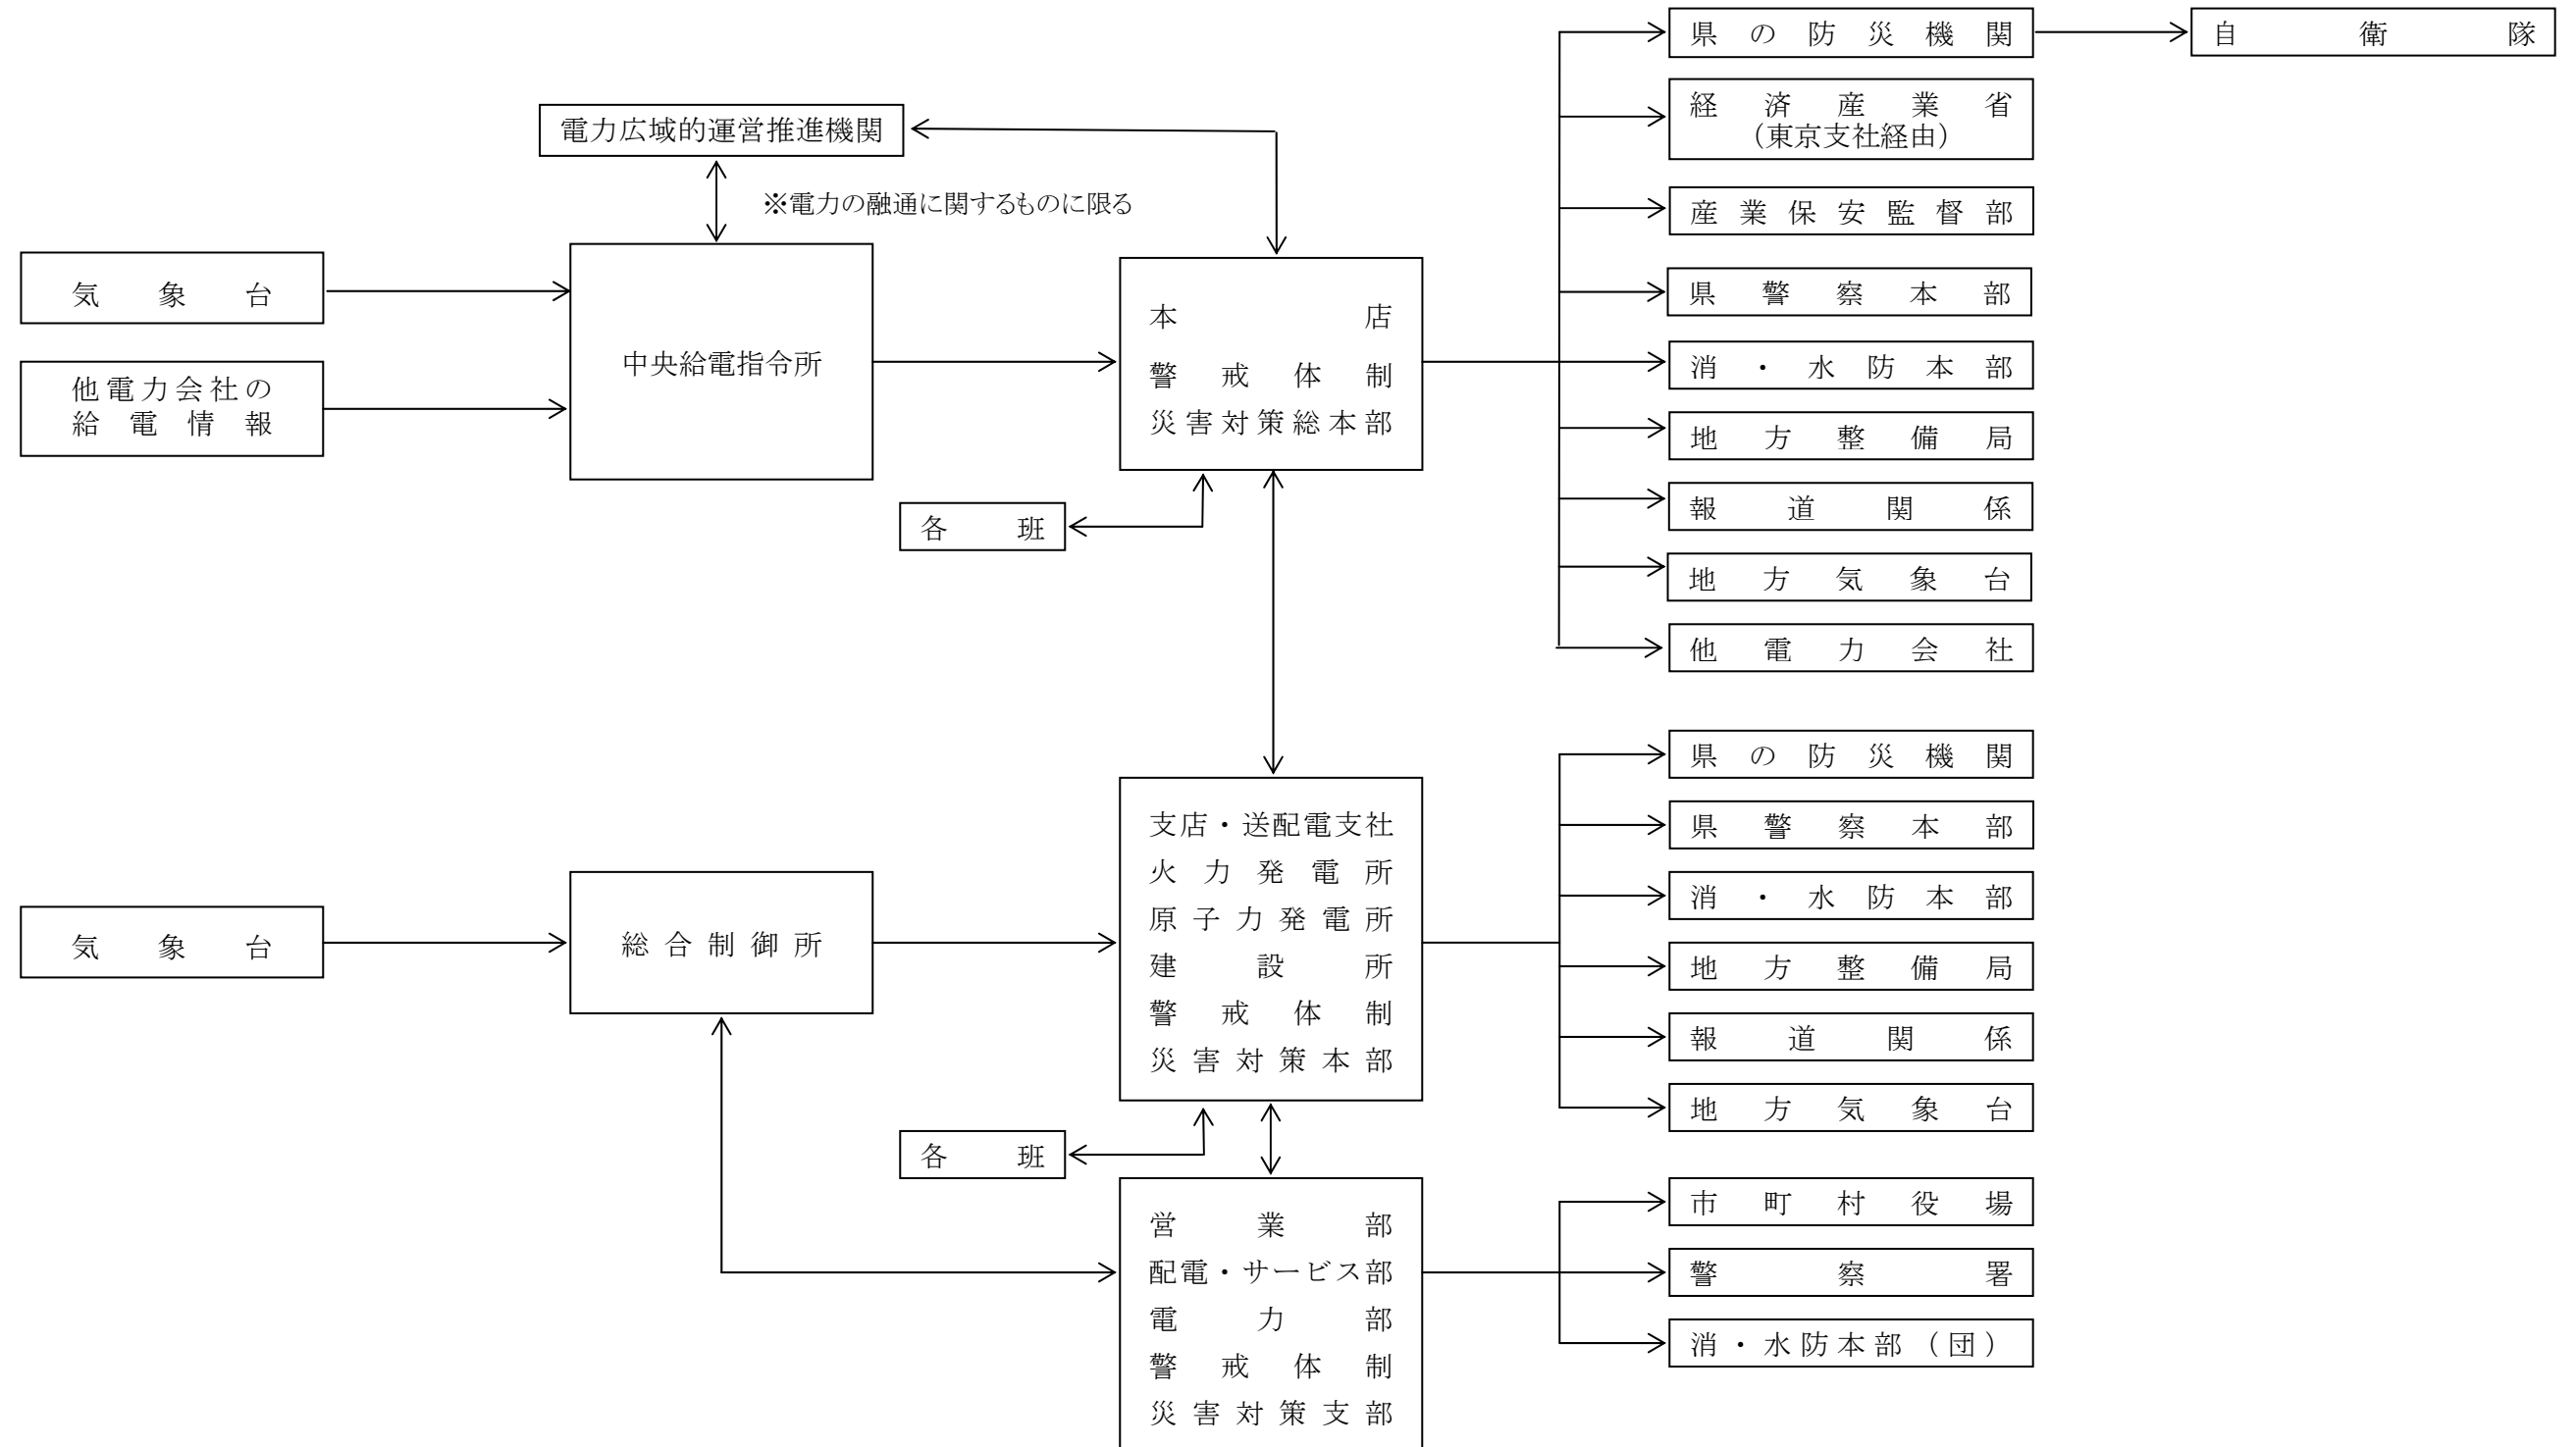 県の防災機関
自衛隊
経済産業省
（東京支社経由）
電力広域的運営推進機関
※電力の融通に関するものに限る
産業保安監督部
気象台
県警察本部
中央給電指令所
本店
警戒体制
災害対策総本部
他電力会社の
給電情報
消・水防本部
地方整備局
報道関係
各班
地方気象台
他電力会社
県の防災機関
県警察本部
消・水防本部
地方整備局
報道関係
地方気象台
気象台
総合制御所
支店・送配電支社
火力発電所
原子力発電所
建設所
警戒体制
災害対策本部
各班
営業部
配電・サービス部
電力部
警戒体制
災害対策支部
市町村役場
警察署
消・水防本部（団）